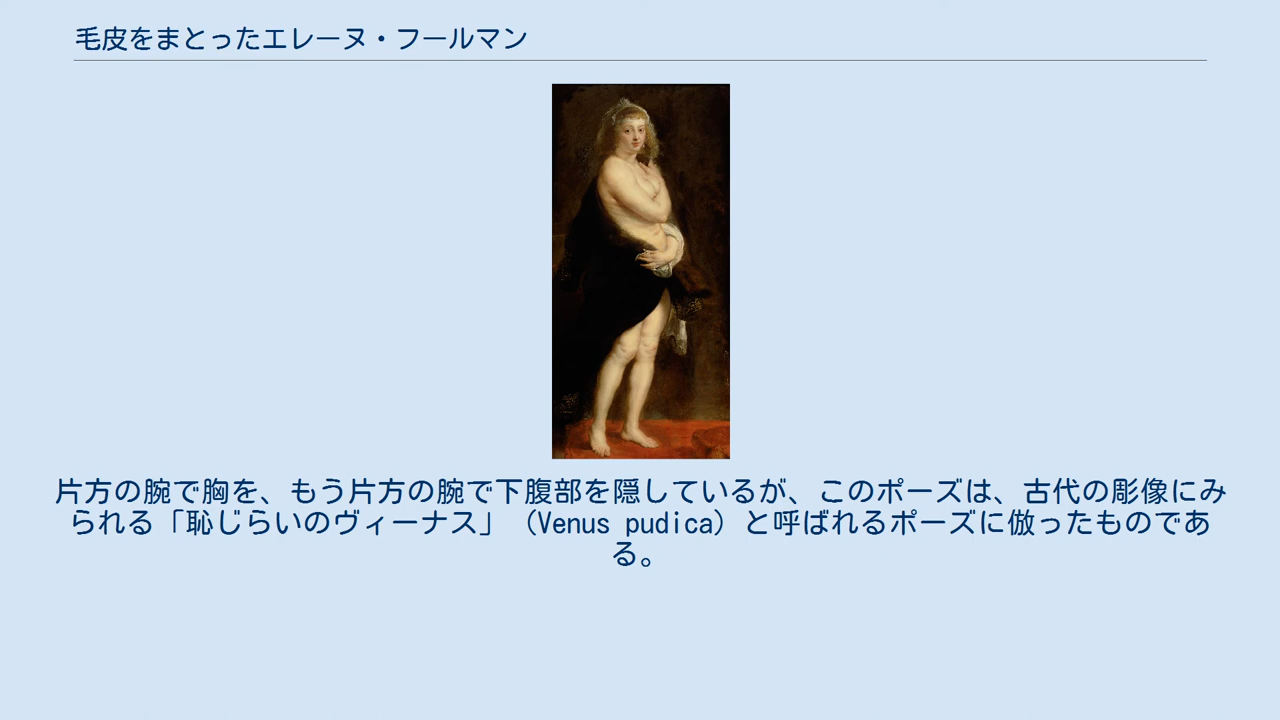 毛皮をまとったエレーヌ・フールマン
片方の腕で胸を、もう片方の腕で下腹部を隠しているが、このポーズは、古代の彫像にみ
られる「恥じらいのヴィーナス」（Venus pudica）と呼ばれるポーズに倣ったものであ
る。